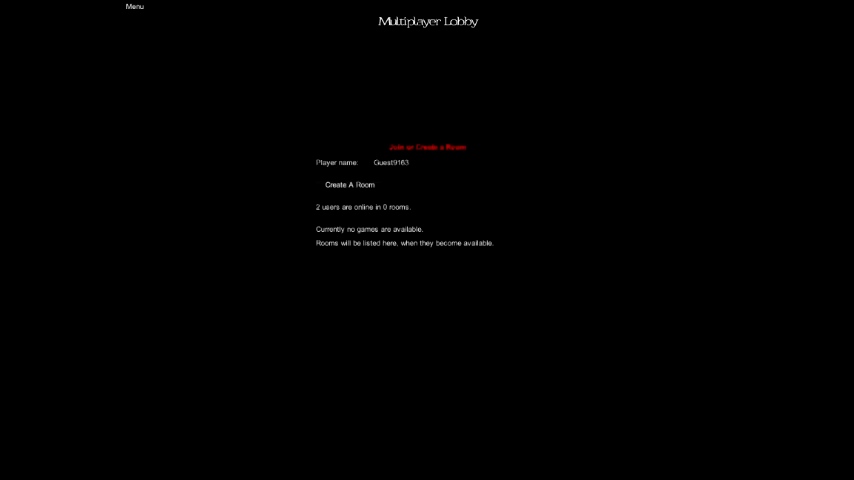 Menu
Multiplayer Lobby
Join or Create a Room
Player name: Guest9163
Create A Room
2 users are online in 0 rooms.
Currently no games are available.
Rooms will be listed here, when they become available.